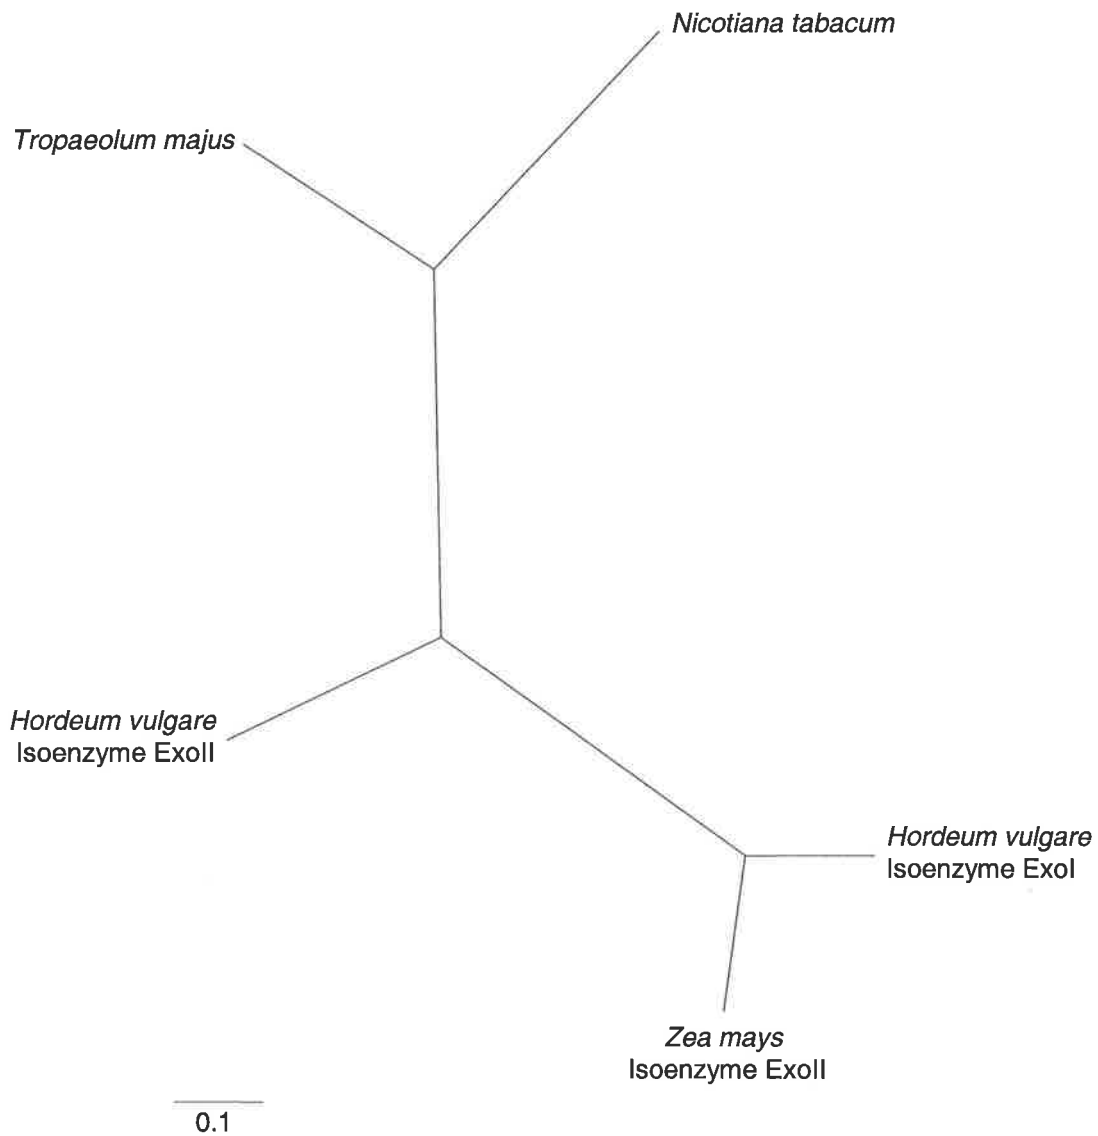 Nicotiana tabacum
Tropaeolum majus
Hordeum vulgare
Isoenzyme ExoII
Hordeum vulgare
Isoenzyme ExoI
Zea mays
Isoenzyme ExoII
0.1